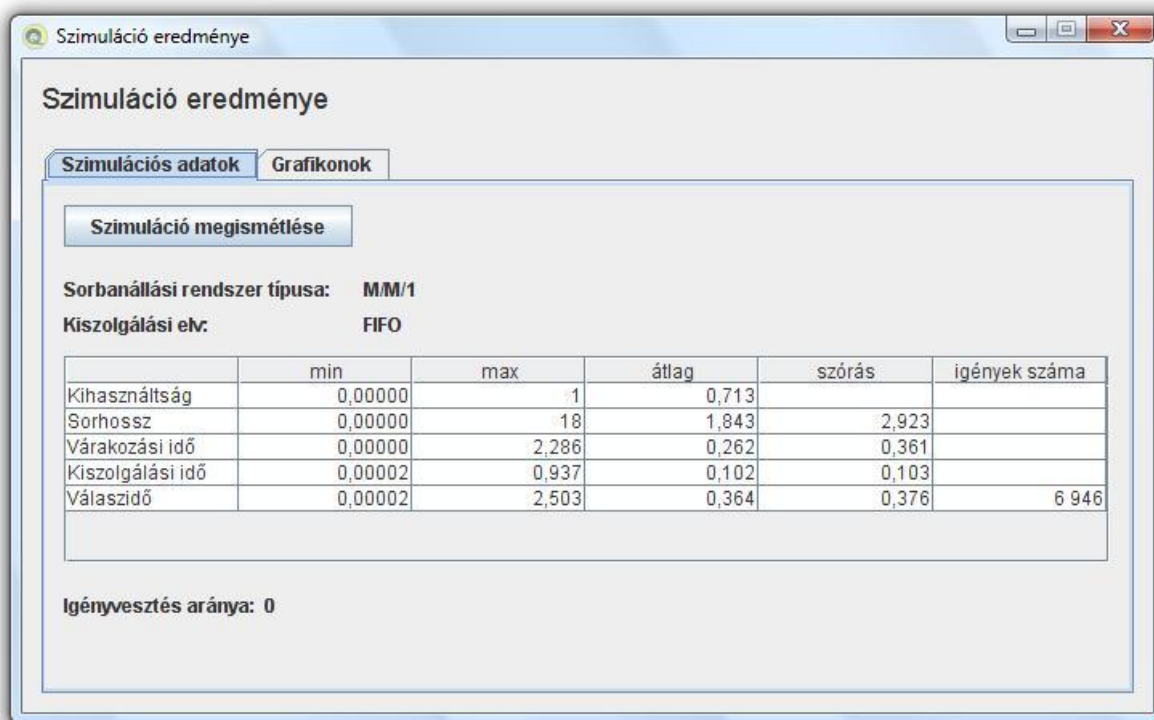 Szimuláció eredménye
Szimuláció eredménye
Szimulációs adatok Grafikonok
Szimuláció megismétlése
Sorbanállási rendszer típusa: M/M/1
Kiszolgálási elv: FIFO
min max átlag szórás igények száma
Kihasználtság 0,00000 1 0,713
Sorhossz 0,00000 18 1,843 2,923
Várakozási idő 0,00000 2,286 0,262 0,361
Kiszolgálási idő 0,00002 0,937 0,102 0,103
Válaszidő 0,00002 2,503 0,364 0,376 6 946
Igényvesztés aránya: 0